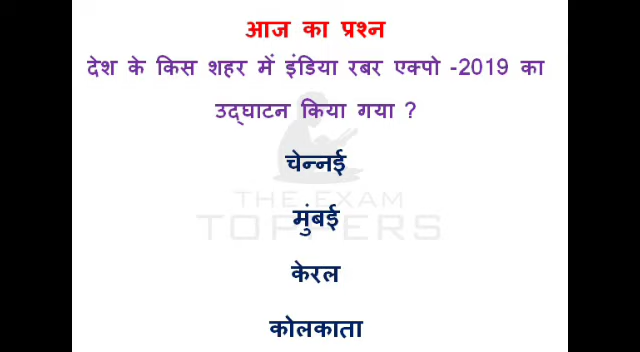 आज का प्रश्न
देश के किस शहर में इंडिया रबर एक्पो -2019 का
उद्घाटन किया गया ?
चेन्नई
THE EXAM
मुंबई
TOPPERS
केरल
कोलकाता